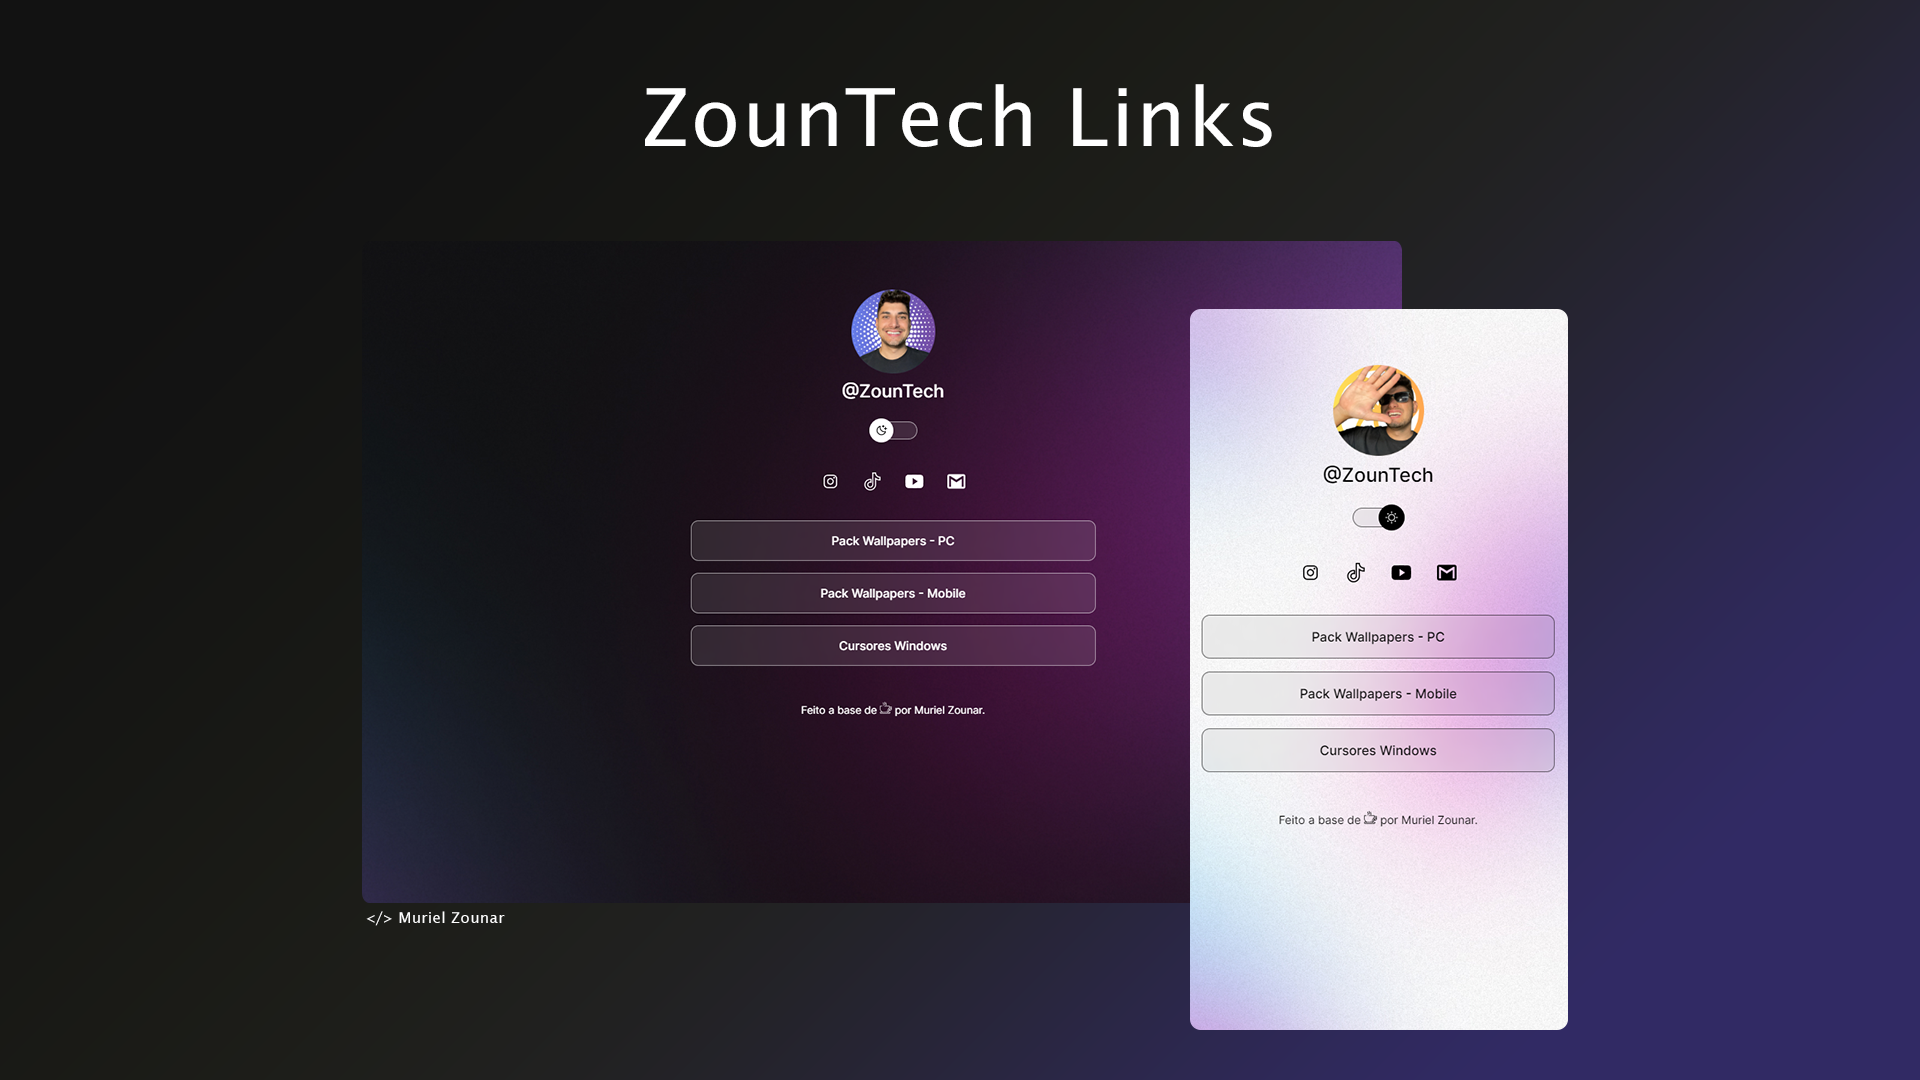 ZounTech Links
@ZounTech
Pack Wallpapers - PC
Pack Wallpapers - Mobile
Cursores Windows
Feito a base de por Muriel Zounar.
@ZounTech
Pack Wallpapers - PC
Pack Wallpapers - Mobile
Cursores Windows
Feito a base de por Muriel Zounar.
</> Muriel Zounar